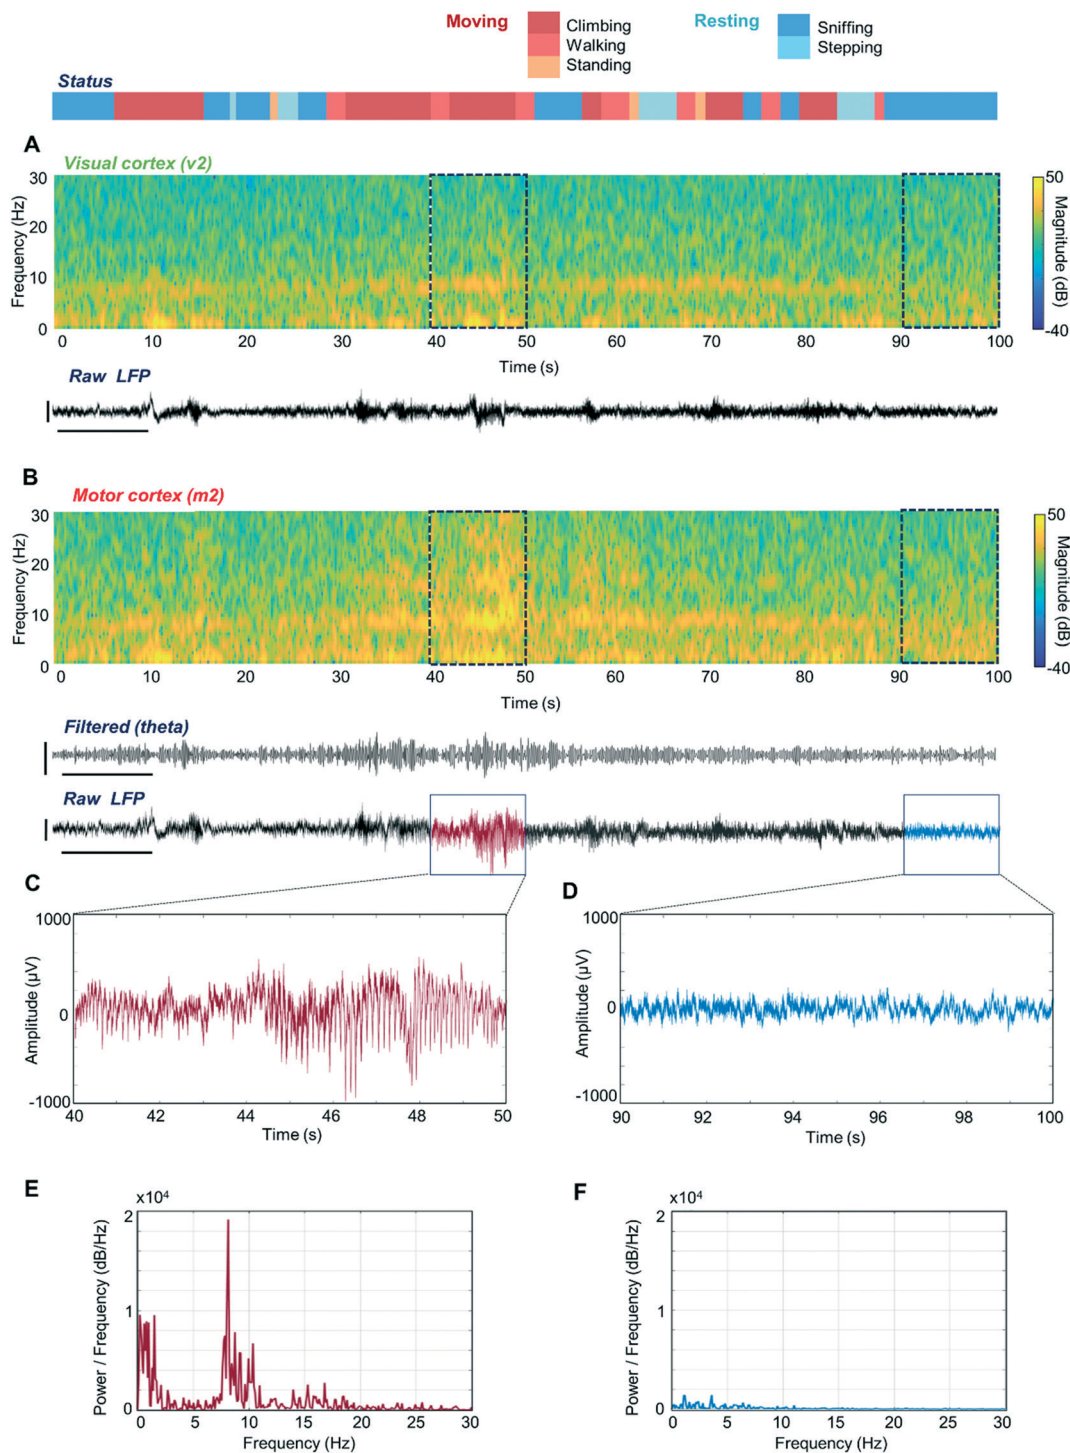 Moving
Climbing
Walking
Standing
Resting
Sniffing
Stepping
Status
A
Visual cortex (v2)
30
20
10
0
Frequency (Hz)
0 10 20 30 40 50 60 70 80 90 100
Time (s)
50
-40
Magnitude (dB)
Raw LFP
B
Motor cortex (m2)
30
20
10
0
Frequency (Hz)
0 10 20 30 40 50 60 70 80 90 100
Time (s)
50
-40
Magnitude (dB)
Filtered (theta)
Raw LFP
C
1000
0
-1000
Amplitude (µV)
40 42 44 46 48 50
Time (s)
D
1000
0
-1000
Amplitude (µV)
90 92 94 96 98 100
Time (s)
E
x10⁴
2
1
0
Power / Frequency (dB/Hz)
0 5 10 15 20 25 30
Frequency (Hz)
F
x10⁴
2
1
0
Power / Frequency (dB/Hz)
0 5 10 15 20 25 30
Frequency (Hz)